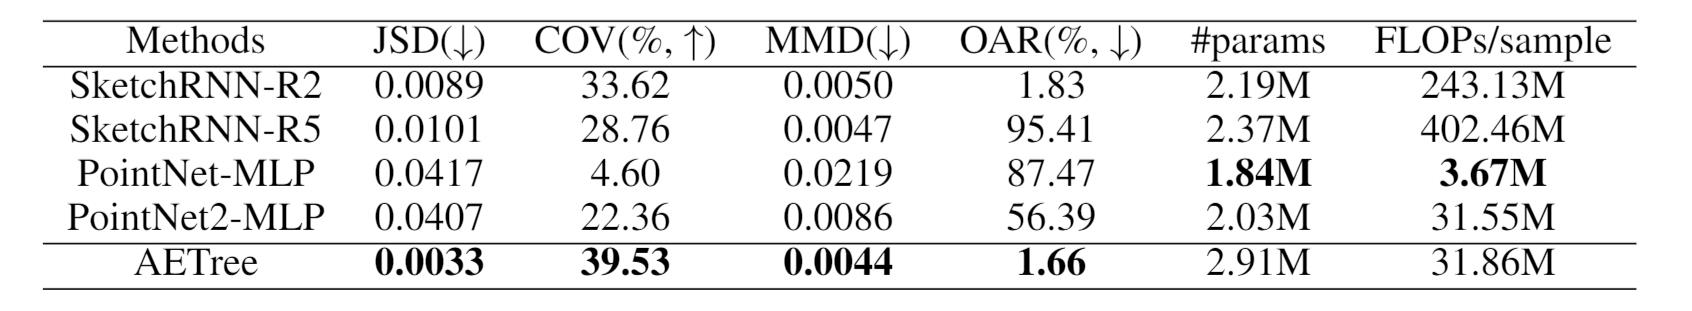 Methods JSD(↓) COV(%, ↑) MMD(↓) OAR(%, ↓) #params FLOPs/sample
SketchRNN-R2 0.0089 33.62 0.0050 1.83 2.19M 243.13M
SketchRNN-R5 0.0101 28.76 0.0047 95.41 2.37M 402.46M
PointNet-MLP 0.0417 4.60 0.0219 87.47 1.84M 3.67M
PointNet2-MLP 0.0407 22.36 0.0086 56.39 2.03M 31.55M
AETree 0.0033 39.53 0.0044 1.66 2.91M 31.86M